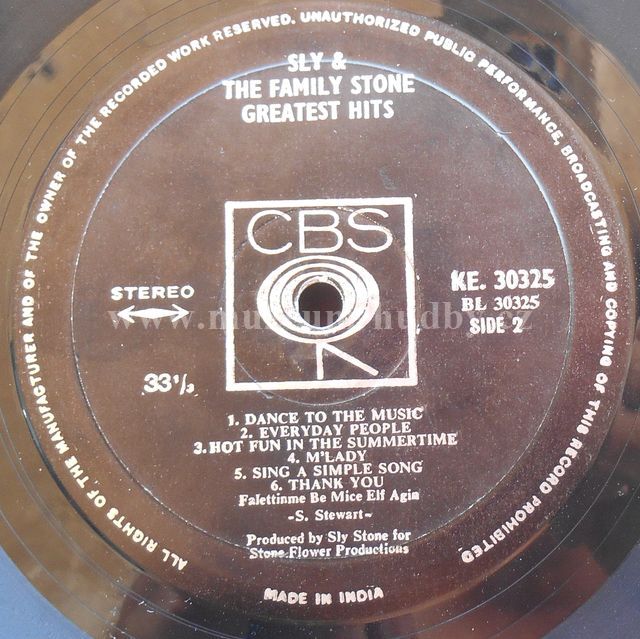 ALL RIGHTS OF THE MANUFACTURER AND OF THE OWNER OF THE RECORDED WORK RESERVED. UNAUTHORIZED PUBLIC PERFORMANCE, BROADCASTING AND COPYING OF THIS RECORD PROHIBITED
SLY &
THE FAMILY STONE
GREATEST HITS
CBS
STEREO
KE. 30325
BL 30325
SIDE 2
33 1/3
1. DANCE TO THE MUSIC
2. EVERYDAY PEOPLE
3. HOT FUN IN THE SUMMERTIME
4. M'LADY
5. SING A SIMPLE SONG
6. THANK YOU
Falettinme Be Mice Elf Agin
-S. Stewart-
Produced by Sly Stone for
Stone Flower Productions
MADE IN INDIA